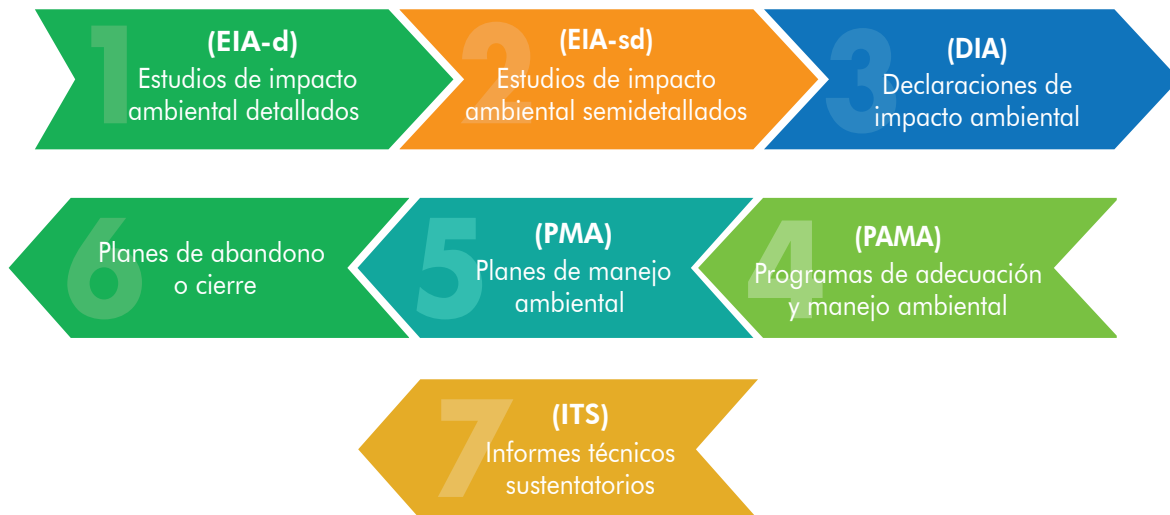 1
(EIA-d)
Estudios de impacto
ambiental detallados
2
(EIA-sd)
Estudios de impacto
ambiental semidetallados
3
(DIA)
Declaraciones de
impacto ambiental
4
(PAMA)
Programas de adecuación
y manejo ambiental
5
(PMA)
Planes de manejo
ambiental
6
Planes de abandono
o cierre
7
(ITS)
Informes técnicos
sustentatorios